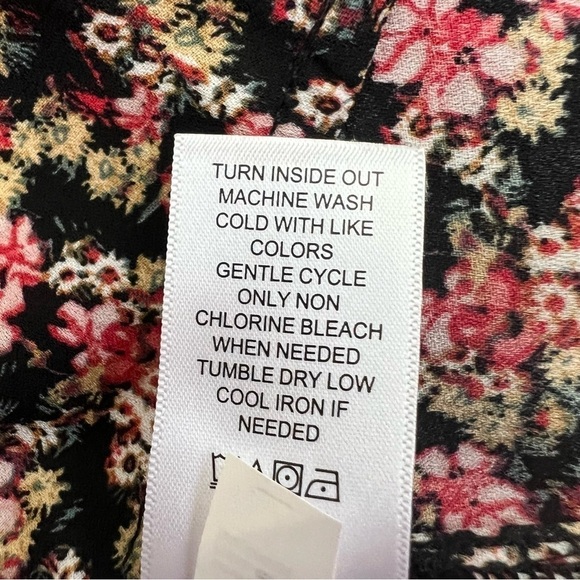 TURN INSIDE OUT
MACHINE WASH
COLD WITH LIKE
COLORS
GENTLE CYCLE
ONLY NON
CHLORINE BLEACH
WHEN NEEDED
TUMBLE DRY LOW
COOL IRON IF
NEEDED